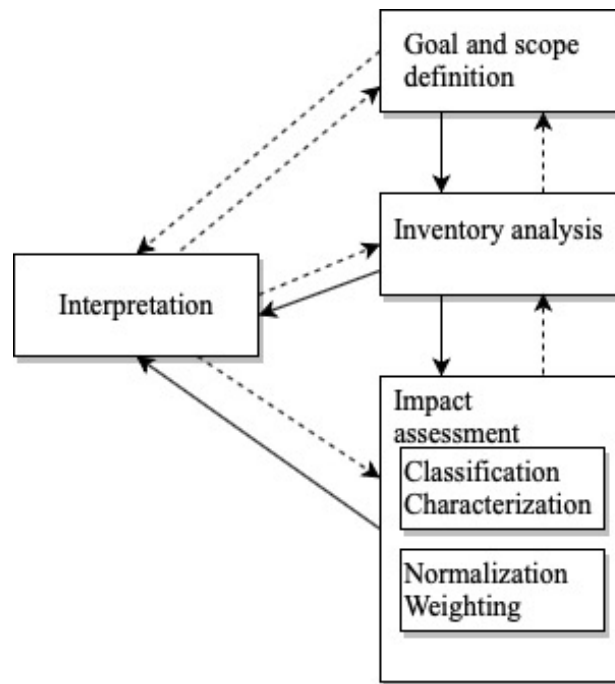 Goal and scope
definition
Inventory analysis
Interpretation
Impact
assessment
Classification
Characterization
Normalization
Weighting